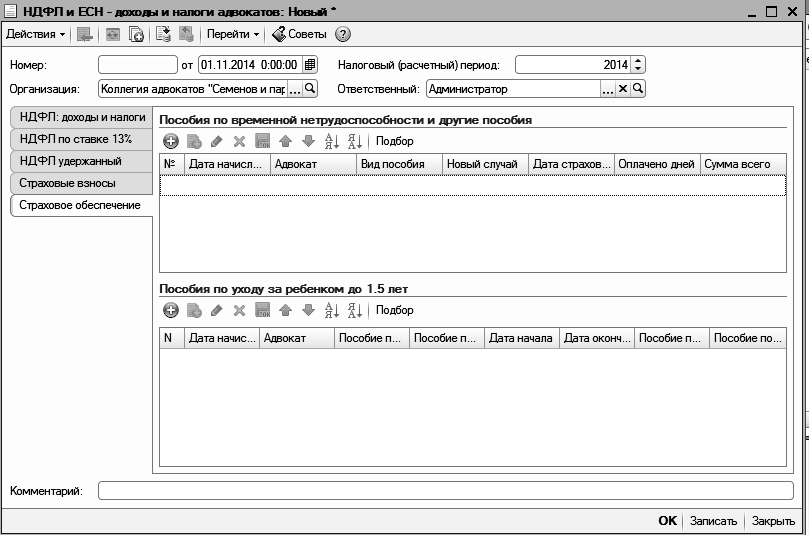 НДФЛ и ЕСН - доходы и налоги адвокатов: Новый *
Действия Перейти Советы ?
Номер: от 01.11.2014 0:00:00 Налоговый (расчетный) период: 2014
Организация: Коллегия адвокатов "Семенов и пар ... Ответственный: Администратор ...
НДФЛ: доходы и налоги
НДФЛ по ставке 13%
НДФЛ удержанный
Страховые взносы
Страховое обеспечение
Пособия по временной нетрудоспособности и другие пособия
Подбор
№ Дата начисл... Адвокат Вид пособия Новый случай Дата страхов... Оплачено дней Сумма всего
Пособия по уходу за ребенком до 1.5 лет
Подбор
N Дата начис... Адвокат Пособие п... Пособие п... Дата начала Дата оконч... Пособие п... Пособие по...
Комментарий:
OK Записать Закрыть